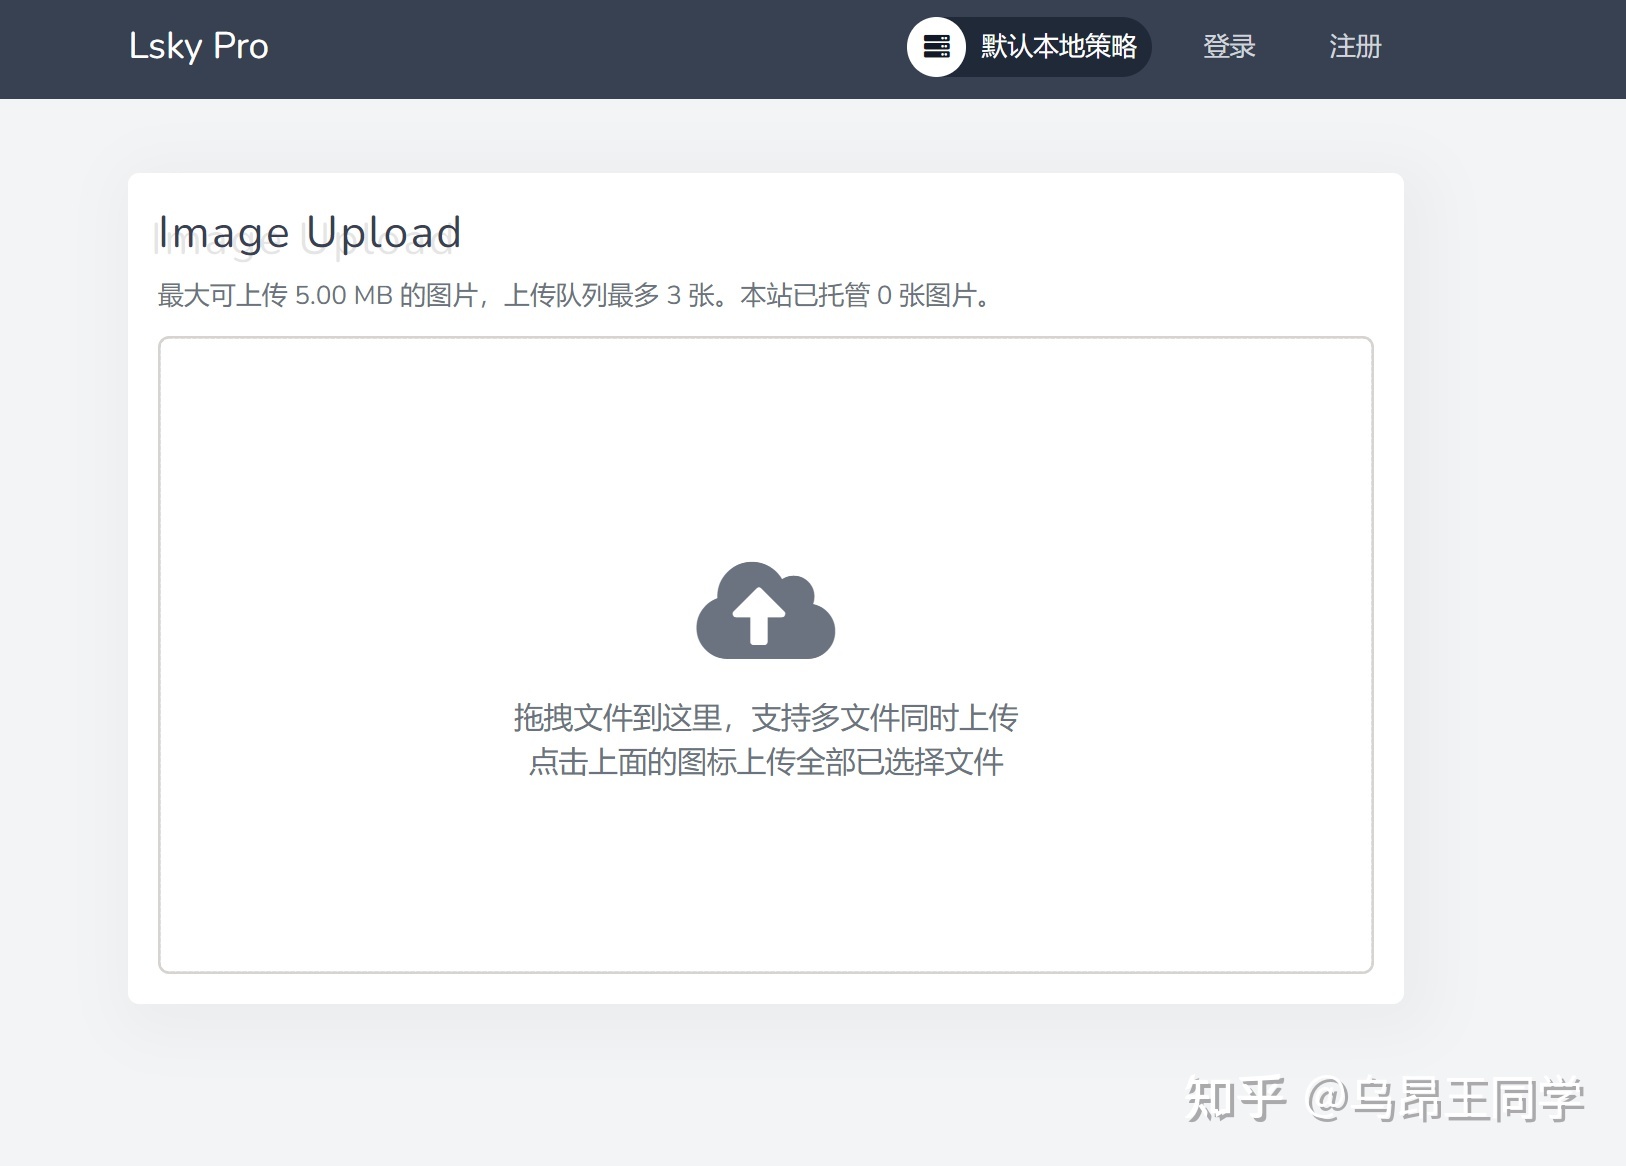 Lsky Pro
默认本地策略
登录
注册
Image Upload
最大可上传 5.00 MB 的图片，上传队列最多 3 张。本站已托管 0 张图片。
拖拽文件到这里，支持多文件同时上传
点击上面的图标上传全部已选择文件
知乎 @乌昂王同学